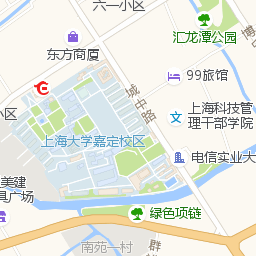 六一小区
汇龙潭公园
博
东方商厦
99旅馆
城中路
小区
上海科技管
理干部学院
上海大学嘉定校区
电信实业大
美建
具广场
绿色项链
南苑一村
群